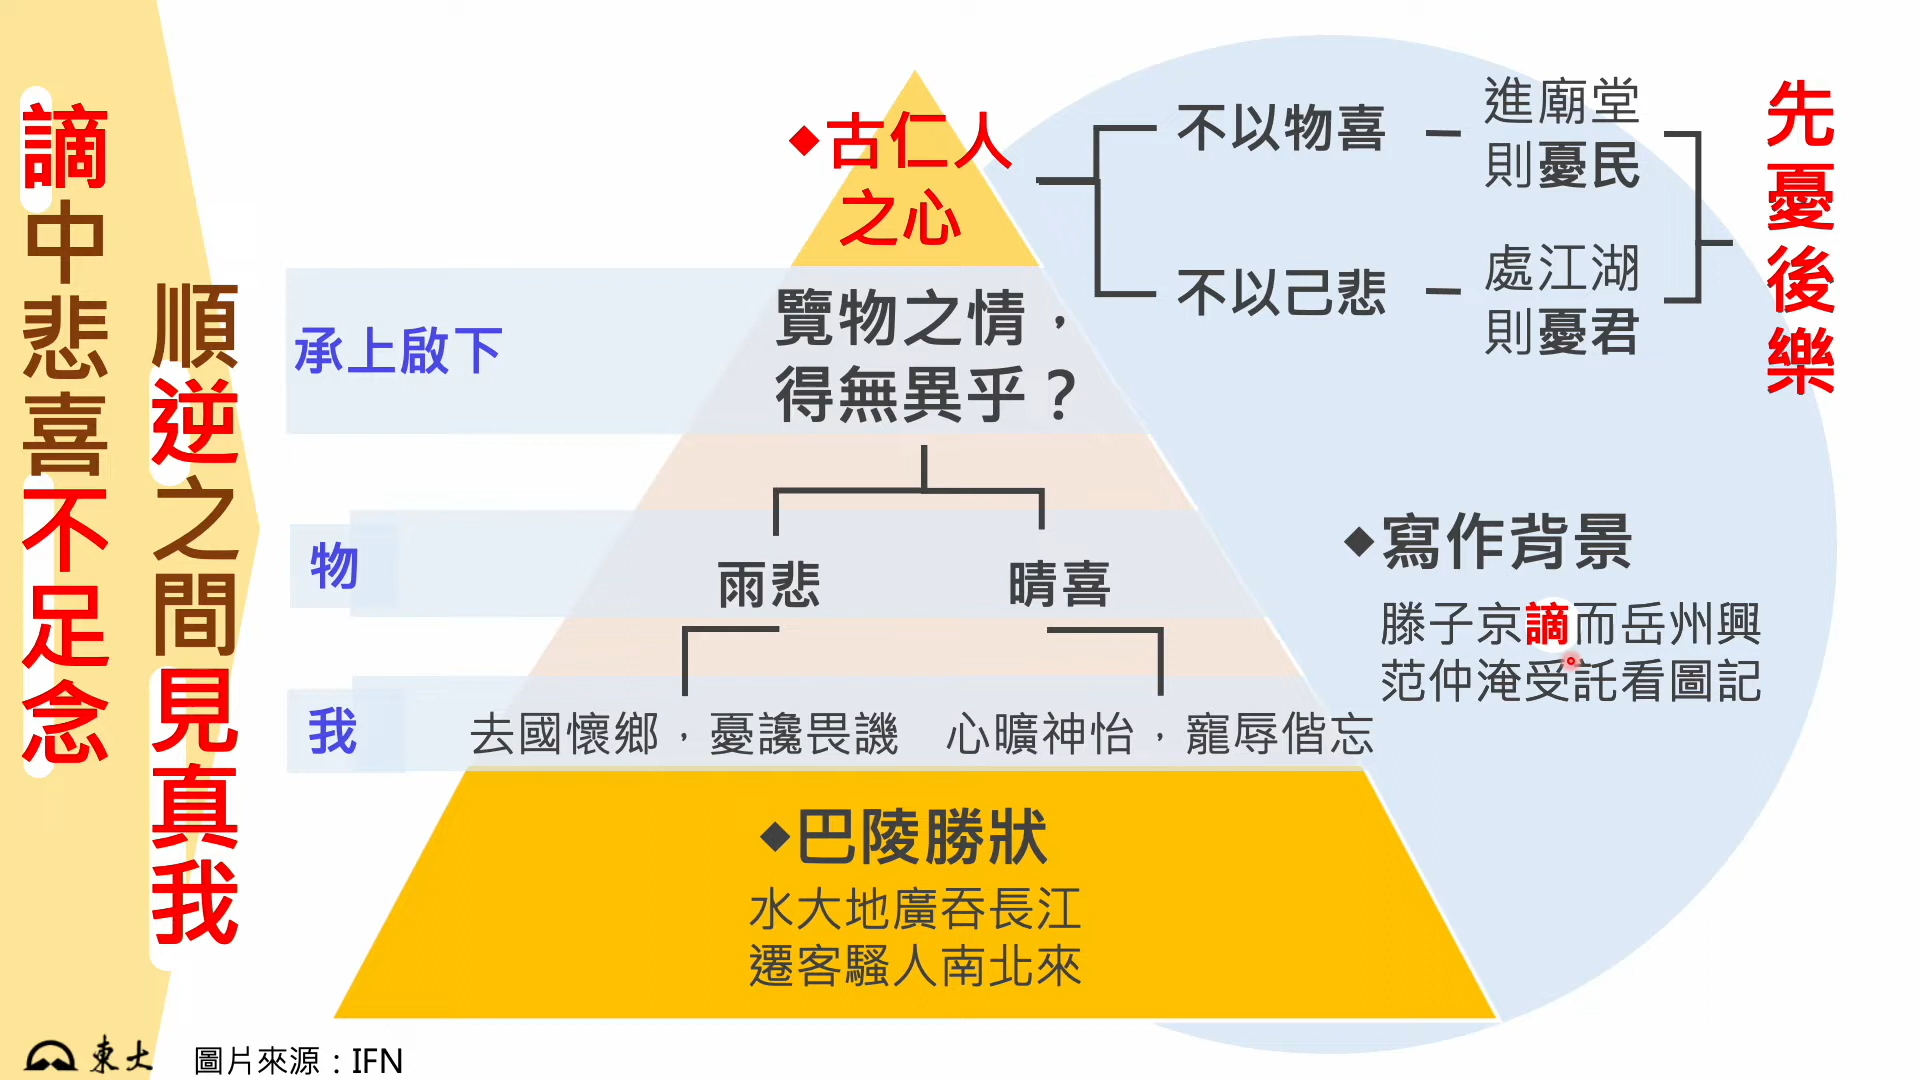 謫中悲喜不足念
順逆之間見真我
◆古仁人
之心
不以物喜 – 進廟堂
則憂民
不以己悲 – 處江湖
則憂君
先憂後樂
承上啟下
覽物之情，
得無異乎？
物
雨悲 晴喜
我
去國懷鄉，憂讒畏譏 心曠神怡，寵辱偕忘
◆寫作背景
滕子京謫而岳州興
范仲淹受託看圖記
◆巴陵勝狀
水大地廣吞長江
遷客騷人南北來
東大
圖片來源：IFN